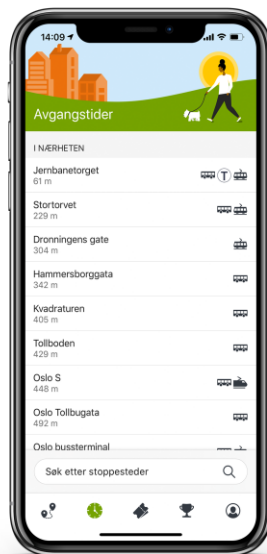 14:09
Avgangstider
I NÆRHETEN
Jernbanetorget
61 m
T
Stortorvet
229 m
Dronningens gate
304 m
Hammersborggata
342 m
Kvadraturen
405 m
Tollboden
429 m
Oslo S
448 m
Oslo Tollbugata
492 m
Oslo bussterminal
Søk etter stoppesteder